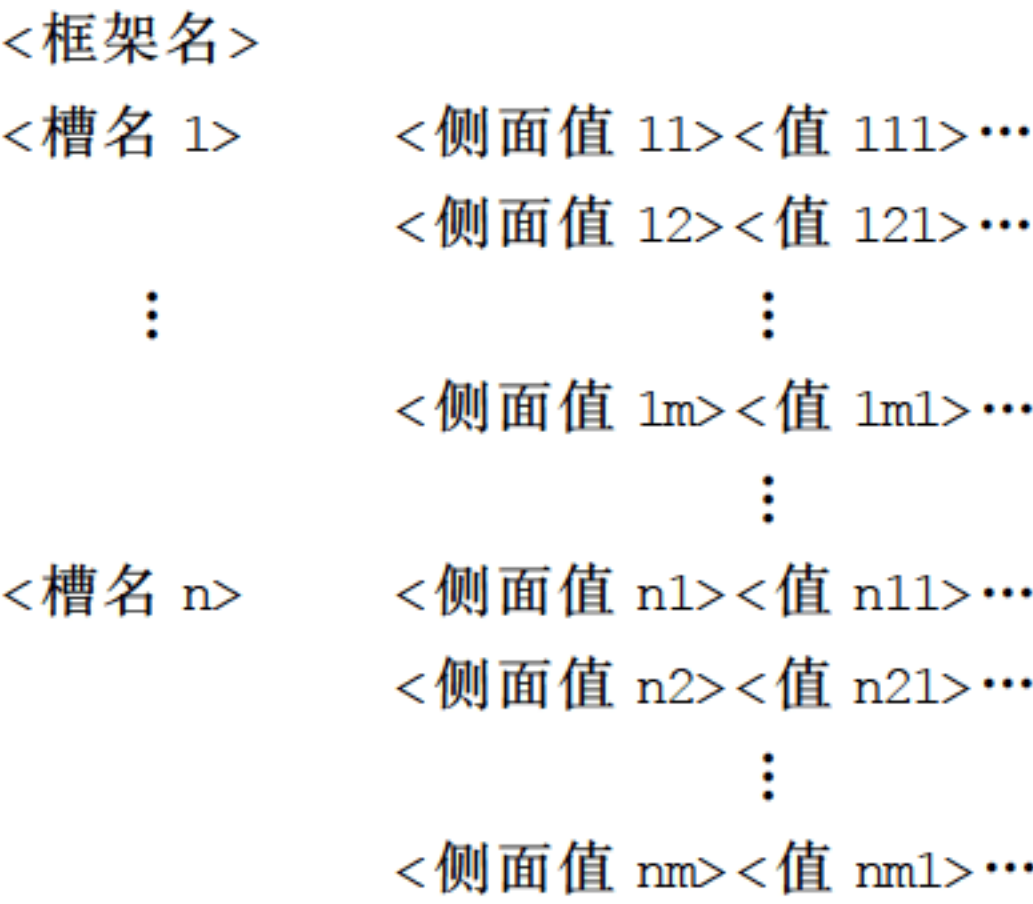 <框架名>
<槽名 1> <侧面值 11><值 111>…
<侧面值 12><值 121>…
⋮ ⋮
<侧面值 1m><值 1m1>…
⋮
<槽名 n> <侧面值 n1><值 n11>…
<侧面值 n2><值 n21>…
⋮
<侧面值 nm><值 nm1>…